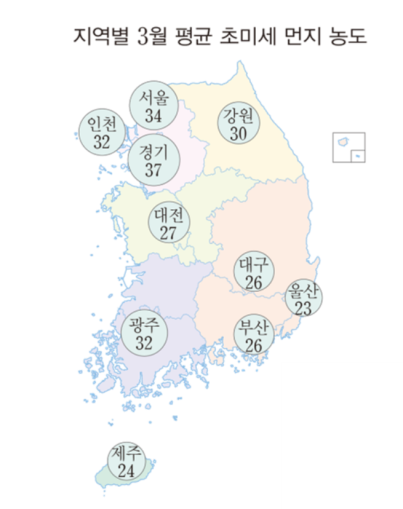 지역별 3월 평균 초미세 먼지 농도
서울
34
인천
32
강원
30
경기
37
대전
27
대구
26
울산
23
광주
32
부산
26
제주
24